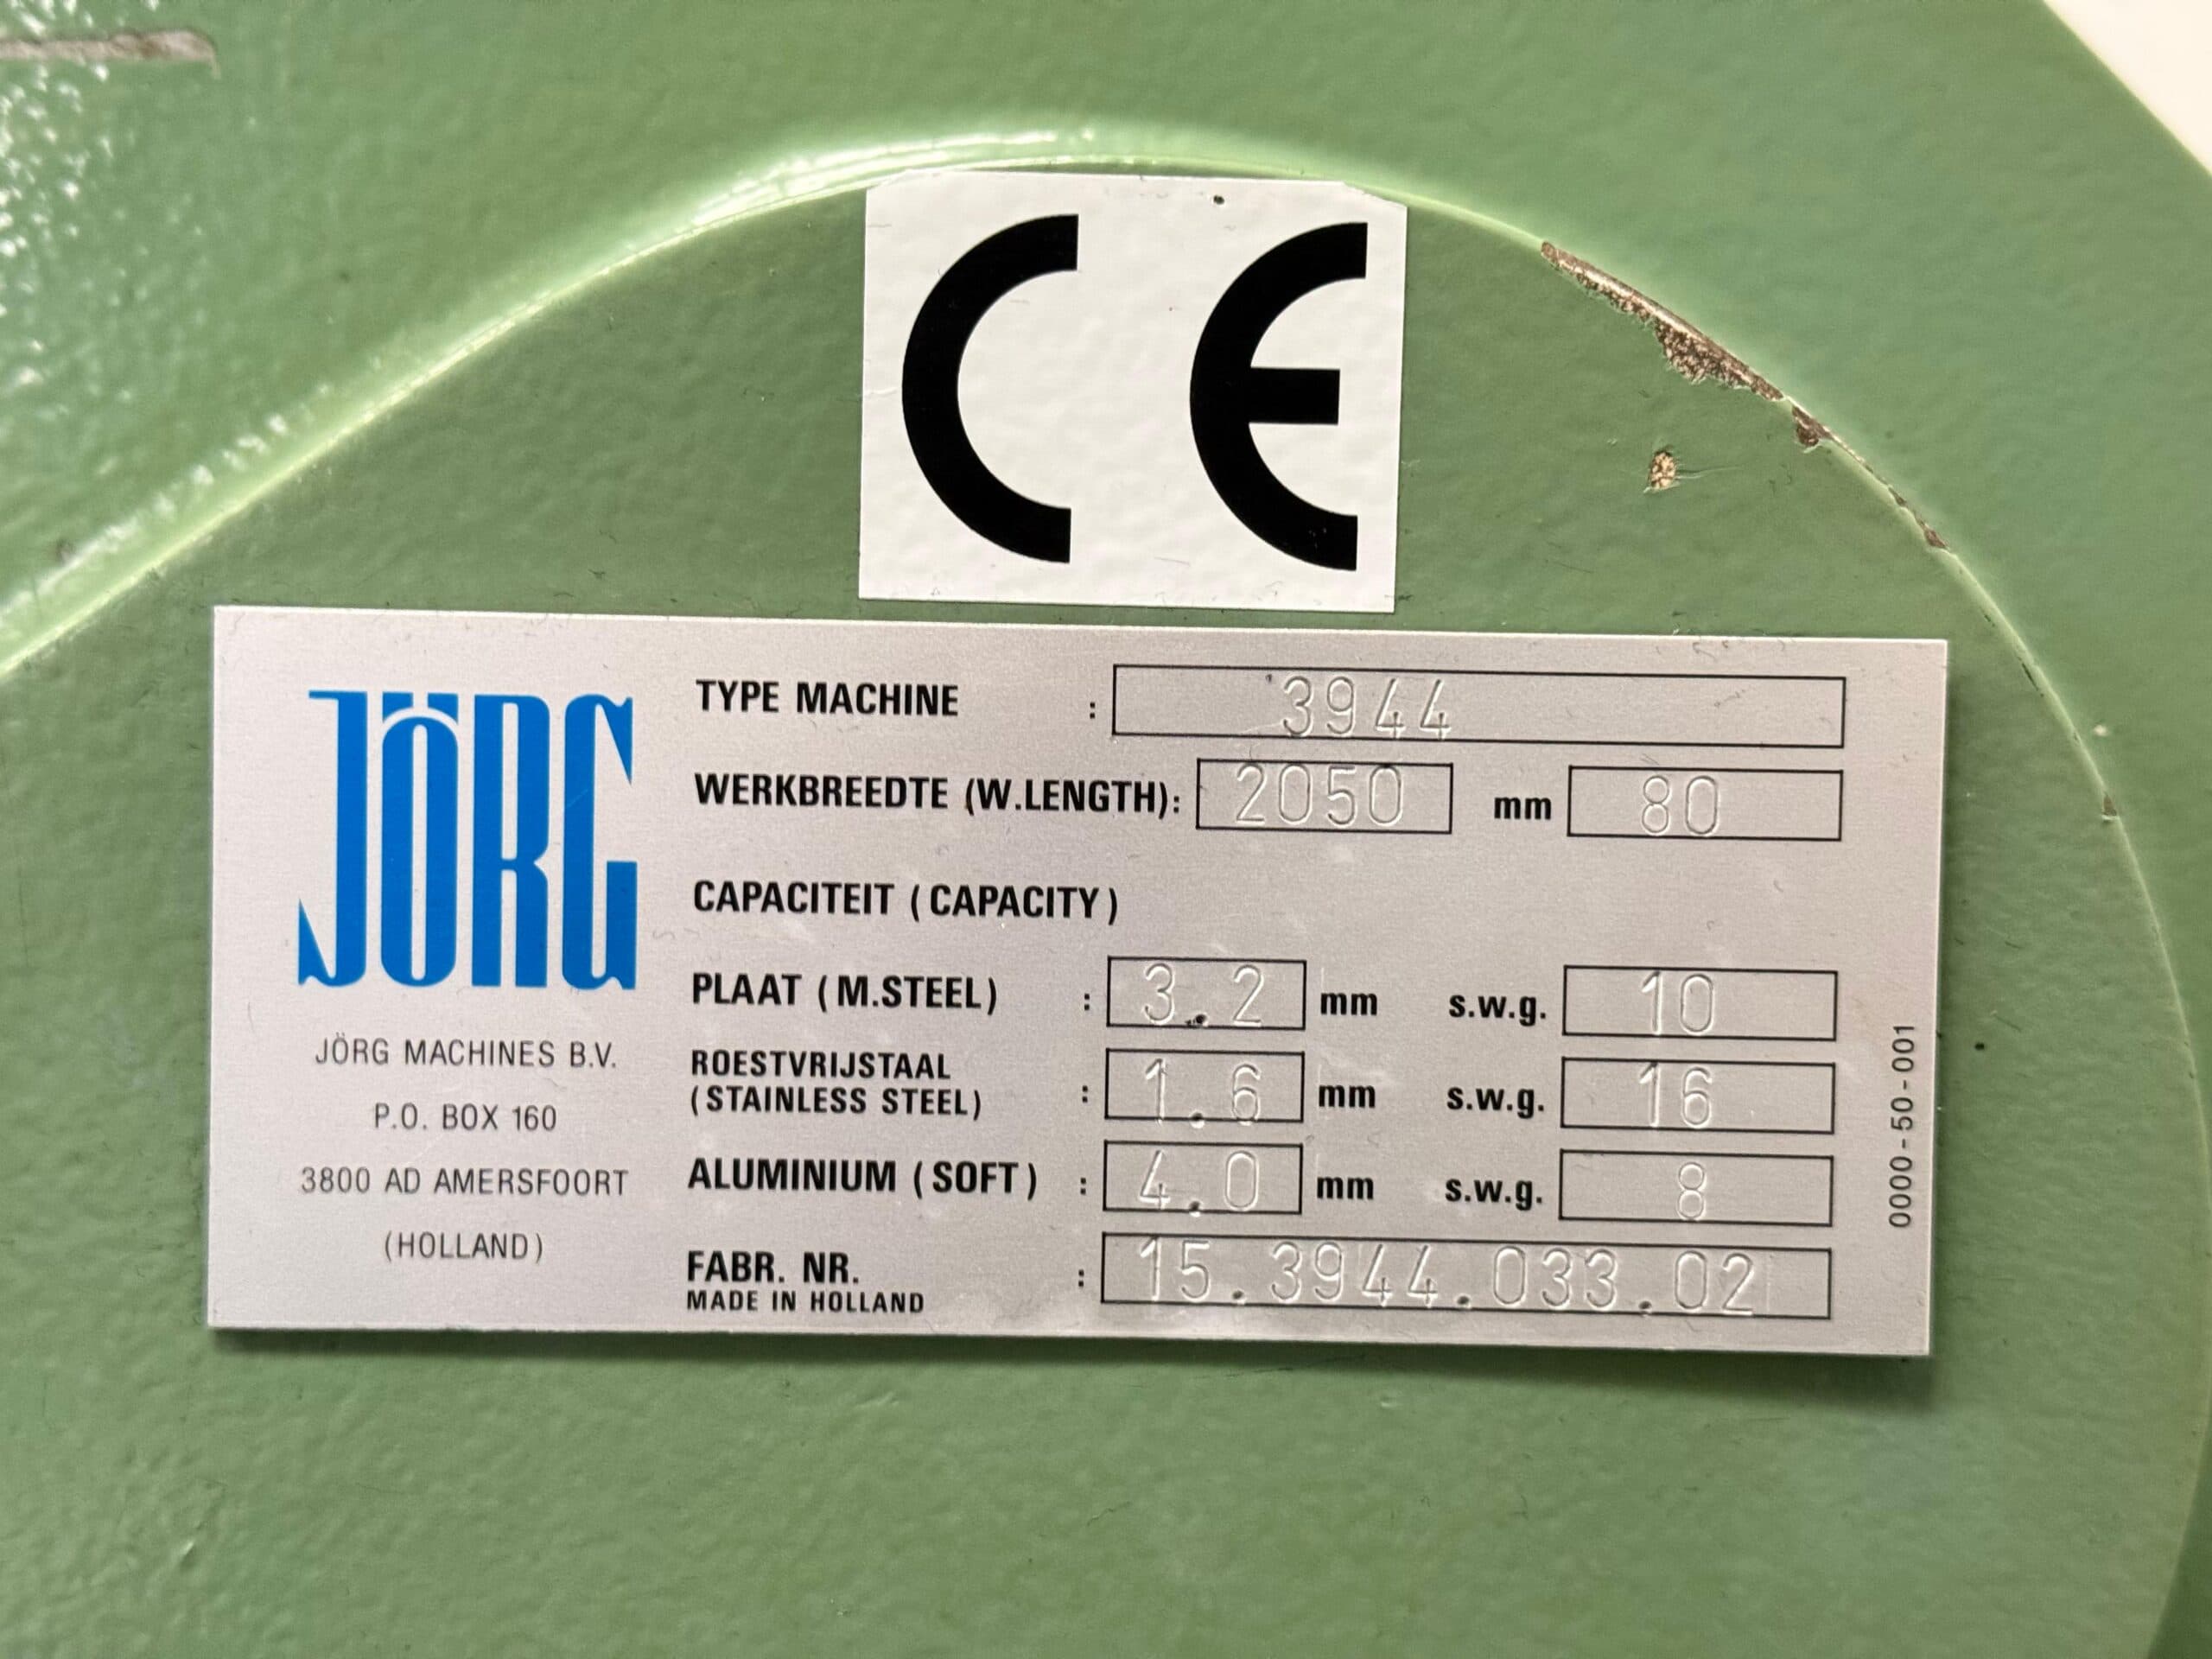 CE
JÖRG
JÖRG MACHINES B.V.
P.O. BOX 160
3800 AD AMERSFOORT
(HOLLAND)
TYPE MACHINE : 3944
WERKBREEDTE (W.LENGTH): 2050 mm 80
CAPACITEIT (CAPACITY)
PLAAT (M.STEEL) : 3.2 mm s.w.g. 10
ROESTVRIJSTAAL
(STAINLESS STEEL) : 1.6 mm s.w.g. 16
ALUMINIUM (SOFT) : 4.0 mm s.w.g. 8
FABR. NR. : 15.3944.033.02
MADE IN HOLLAND
0000-50-001